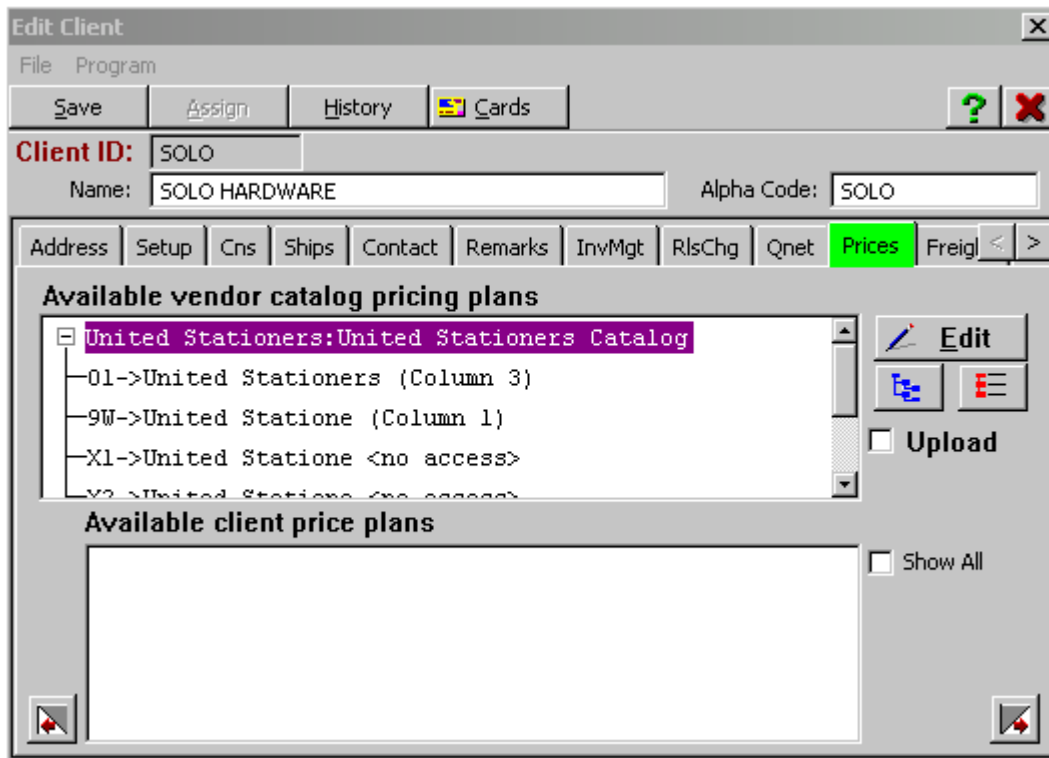 Edit Client
File Program
Save Assign History Cards ?
Client ID: SOLO
Name: SOLO HARDWARE Alpha Code: SOLO
Address Setup Cns Ships Contact Remarks InvMgt RlsChg Qnet Prices Freig < >
Available vendor catalog pricing plans
United Stationers:United Stationers Catalog
01->United Stationers (Column 3)
9W->United Statione (Column 1)
X1->United Statione <no access>
Edit
Upload
Available client price plans
Show All